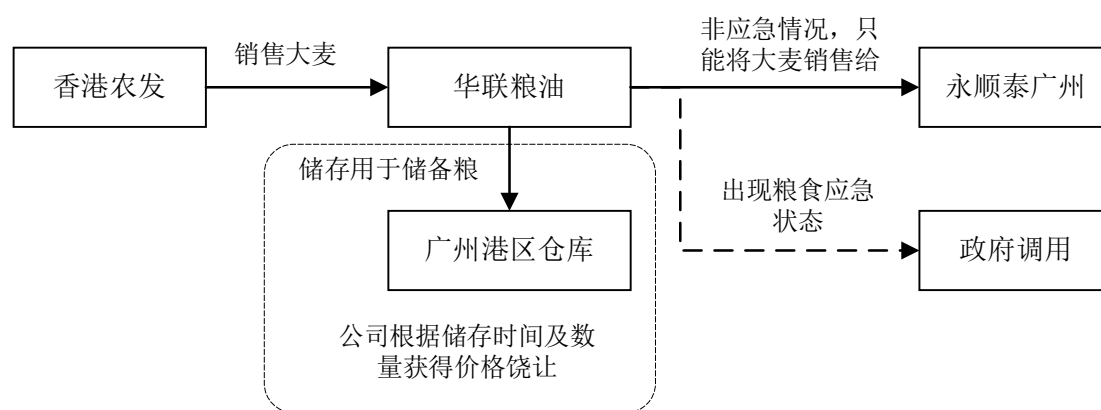 非应急情况，只
能将大麦销售给
销售大麦
香港农发
华联粮油
永顺泰广州
储存用于储备粮
出现粮食应急
状态
广州港区仓库
政府调用
公司根据储存时间及数
量获得价格饶让